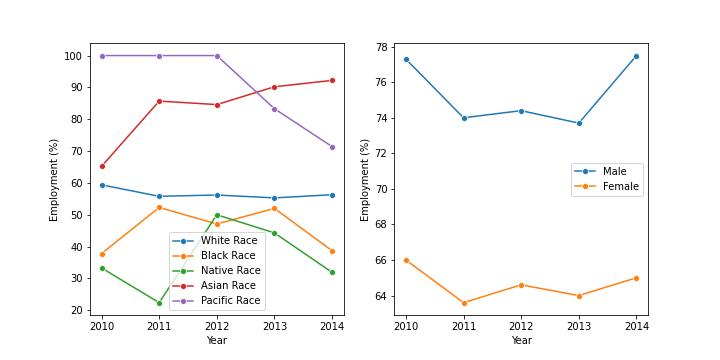 100
90
80
70
60
50
40
30
20
Employment (%)
2010
2011
2012
2013
2014
Year
White Race
Black Race
Native Race
Asian Race
Pacific Race
78
76
74
72
70
68
66
64
Employment (%)
2010
2011
2012
2013
2014
Year
Male
Female